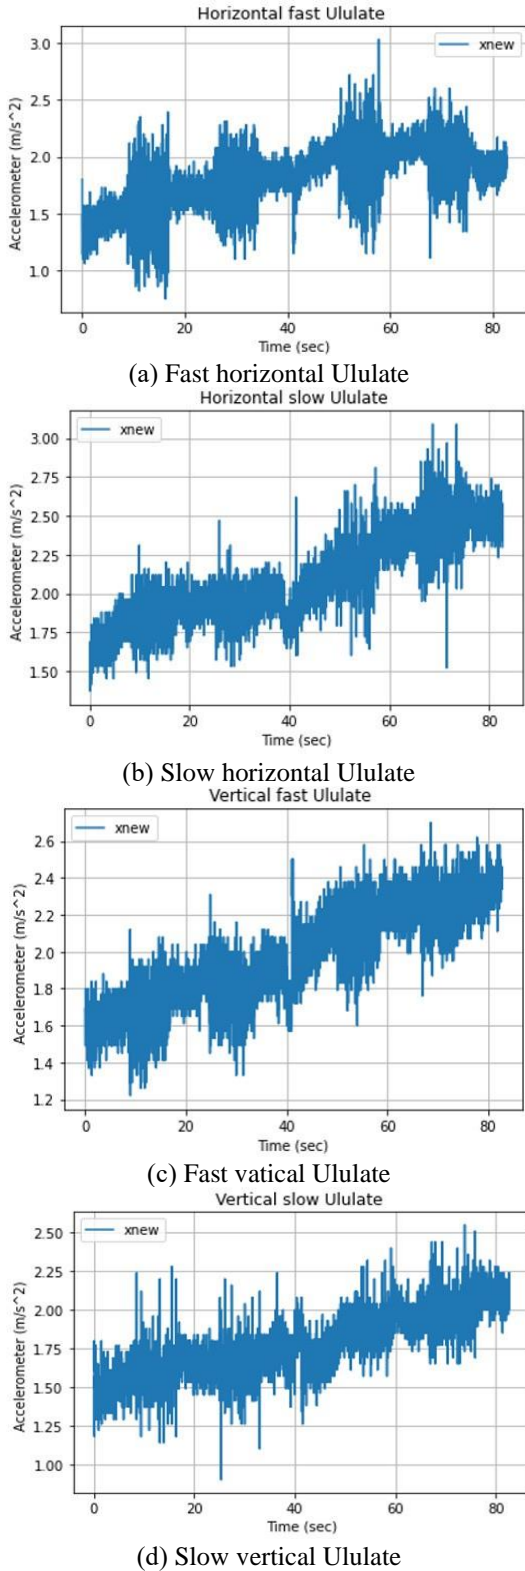 Horizontal fast Ululate
xnew
3.0
2.5
2.0
1.5
1.0
Accelerometer (m/s^2)
0 20 40 60 80
Time (sec)
(a) Fast horizontal Ululate
Horizontal slow Ululate
xnew
3.00
2.75
2.50
2.25
2.00
1.75
1.50
Accelerometer (m/s^2)
0 20 40 60 80
Time (sec)
(b) Slow horizontal Ululate
Vertical fast Ululate
xnew
2.6
2.4
2.2
2.0
1.8
1.6
1.4
1.2
Accelerometer (m/s^2)
0 20 40 60 80
Time (sec)
(c) Fast vatical Ululate
Vertical slow Ululate
xnew
2.50
2.25
2.00
1.75
1.50
1.25
1.00
Accelerometer (m/s^2)
0 20 40 60 80
Time (sec)
(d) Slow vertical Ululate